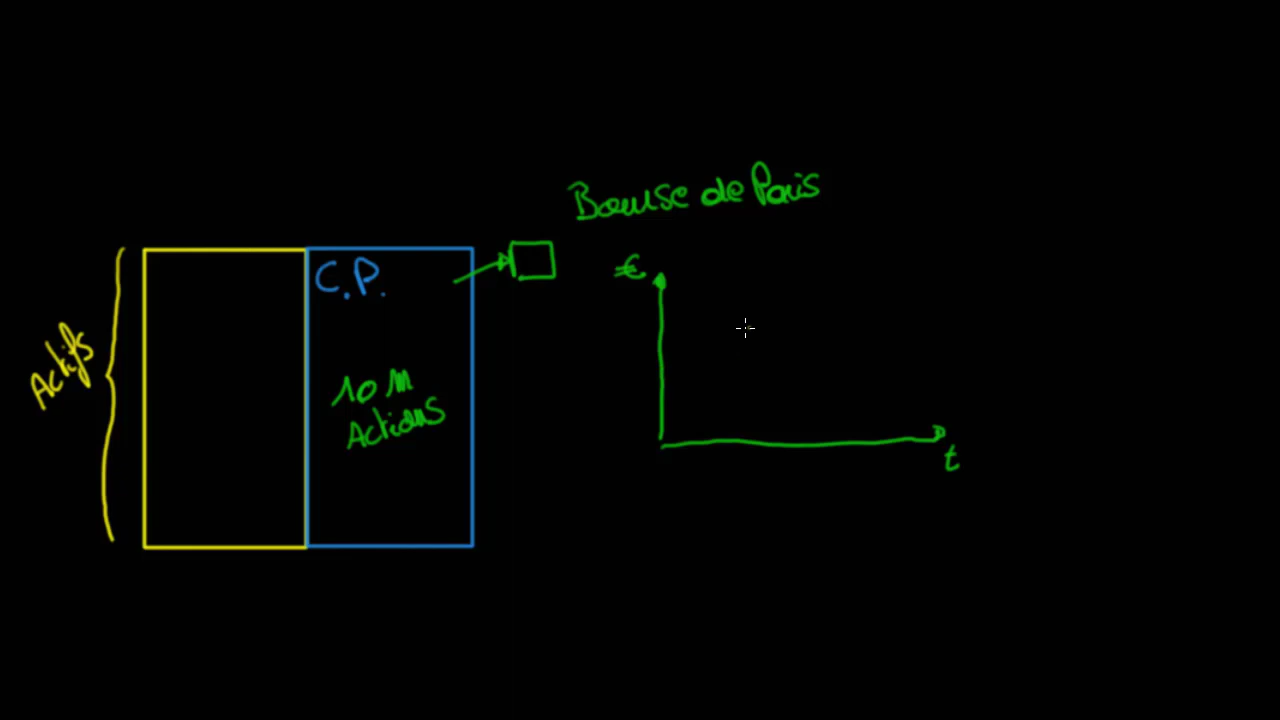 Bourse de Paris
€
C.P.
Actifs
10 M
Actions
t